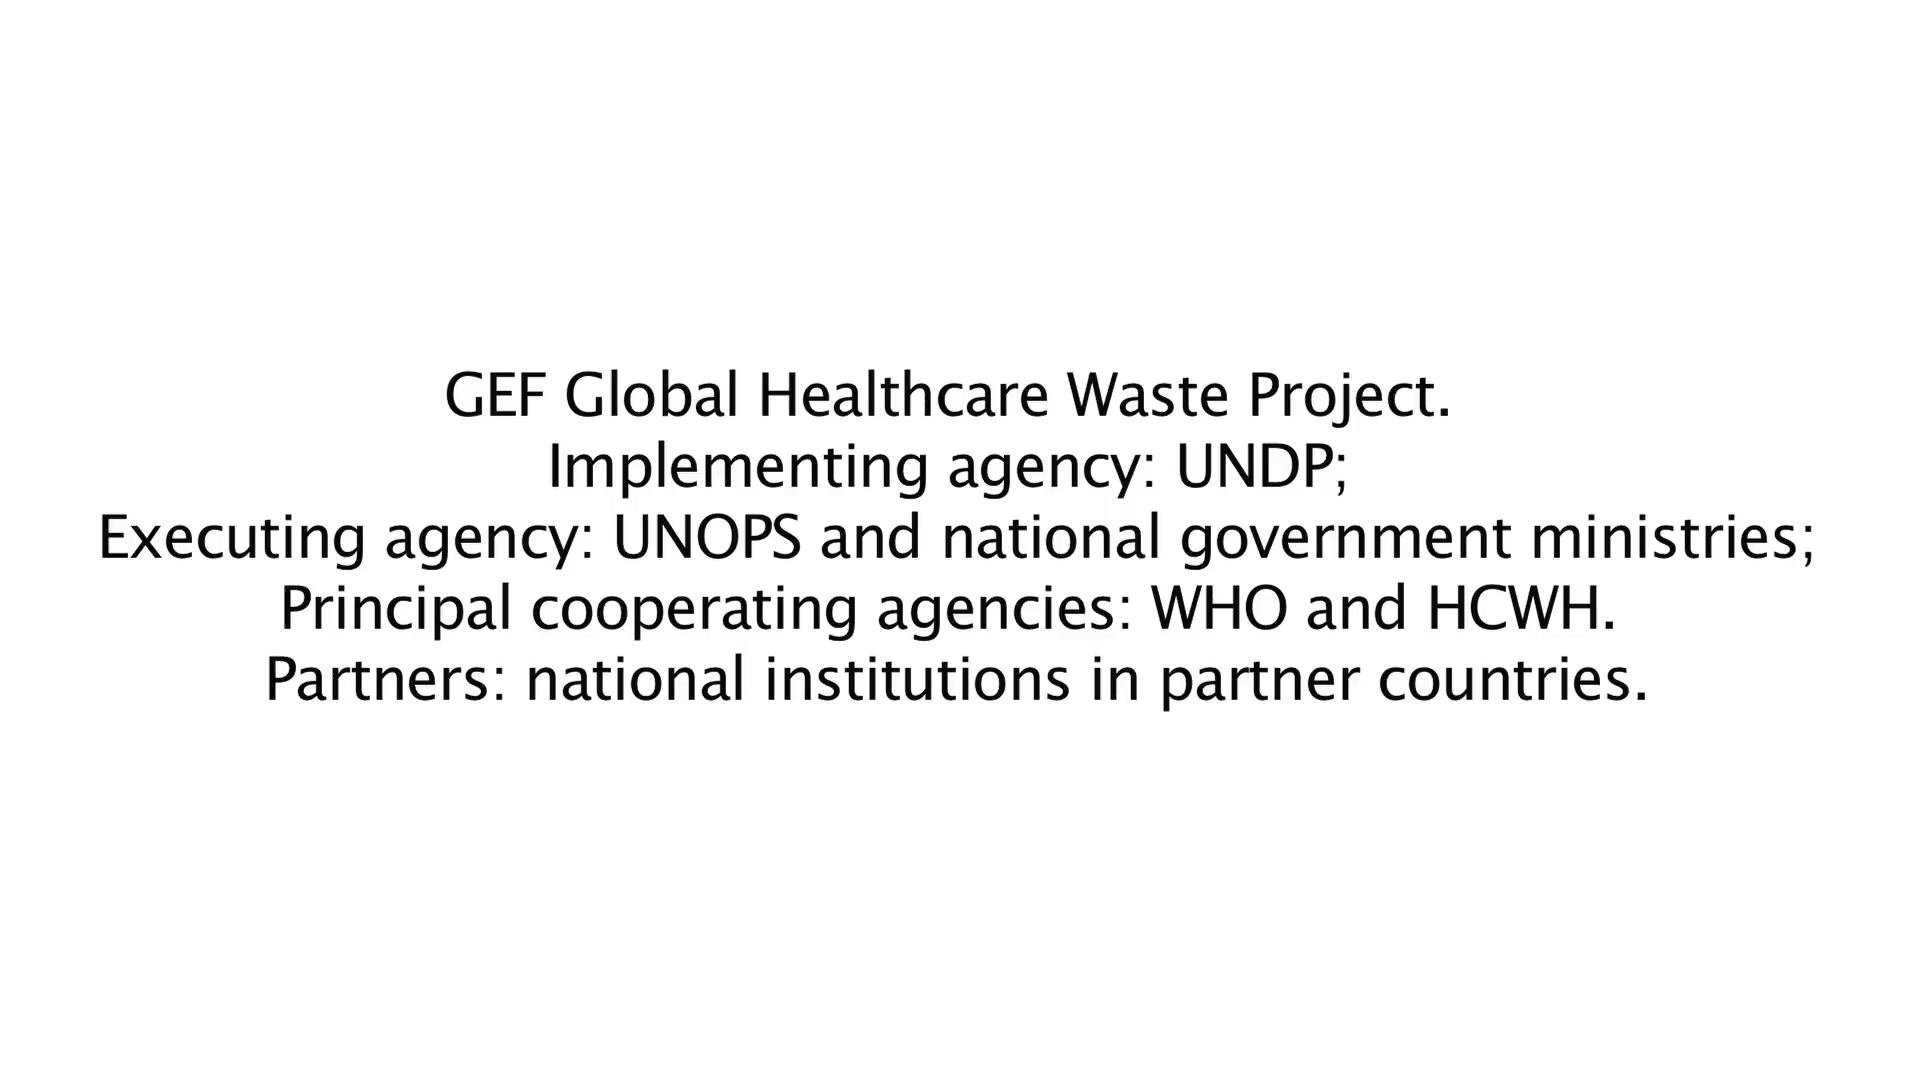 GEF Global Healthcare Waste Project.
Implementing agency: UNDP;
Executing agency: UNOPS and national government ministries;
Principal cooperating agencies: WHO and HCWH.
Partners: national institutions in partner countries.